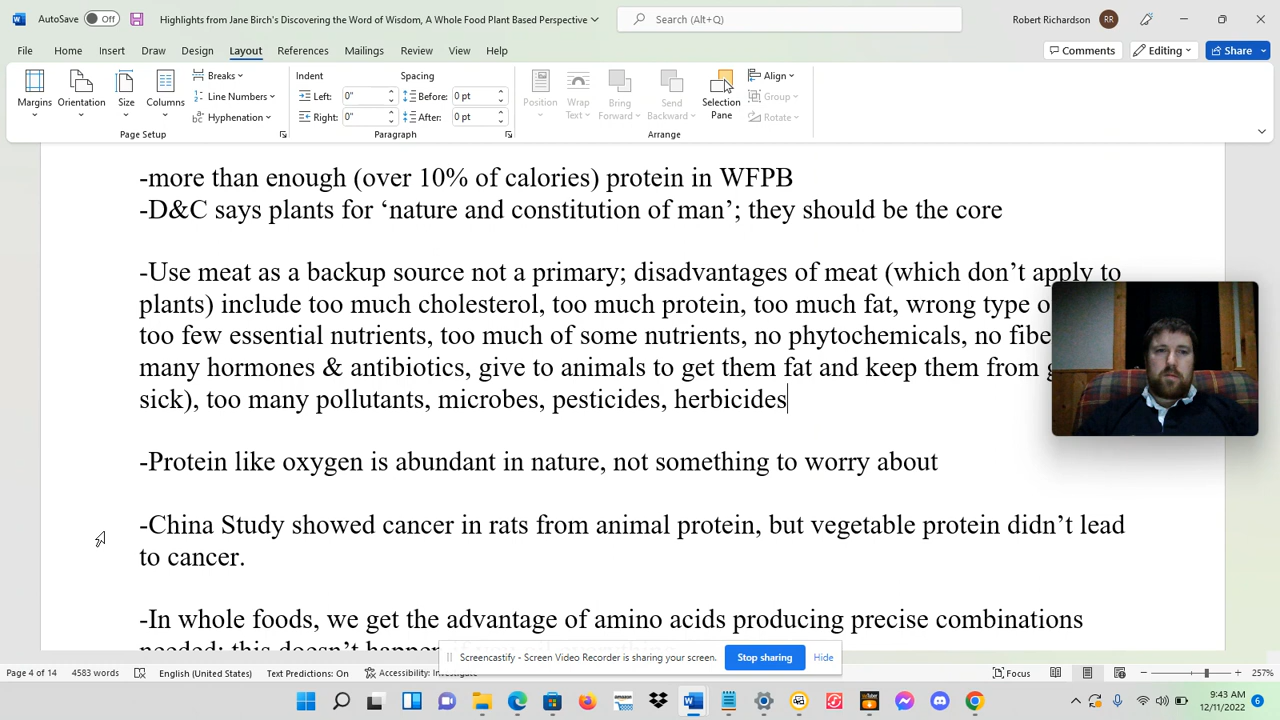 AutoSave Off Highlights from Jane Birch's Discovering the Word of Wisdom, A Whole Food Plant Based Perspective Search (Alt+Q) Robert Richardson RR
File Home Insert Draw Design Layout References Mailings Review View Help Comments Editing Share
Margins Orientation Size Columns Breaks Line Numbers Hyphenation
Page Setup
Indent Spacing
Left: 0" Before: 0 pt
Right: 0" After: 0 pt
Paragraph
Position Wrap Text Bring Forward Send Backward Selection Pane Align Group Rotate
Arrange
-more than enough (over 10% of calories) protein in WFPB
-D&C says plants for ‘nature and constitution of man’; they should be the core
-Use meat as a backup source not a primary; disadvantages of meat (which don’t apply to
plants) include too much cholesterol, too much protein, too much fat, wrong type
too few essential nutrients, too much of some nutrients, no phytochemicals, no
many hormones & antibiotics, give to animals to get them fat and keep them from
sick), too many pollutants, microbes, pesticides, herbicides
-Protein like oxygen is abundant in nature, not something to worry about
-China Study showed cancer in rats from animal protein, but vegetable protein didn’t lead
to cancer.
-In whole foods, we get the advantage of amino acids producing precise combinations
needed; this doesn’t happen
Screencastify - Screen Video Recorder is sharing your screen. Stop sharing Hide
Page 4 of 14 4583 words English (United States) Text Predictions: On Accessibility: Investigate Focus 257%
9:43 AM
12/11/2022 6